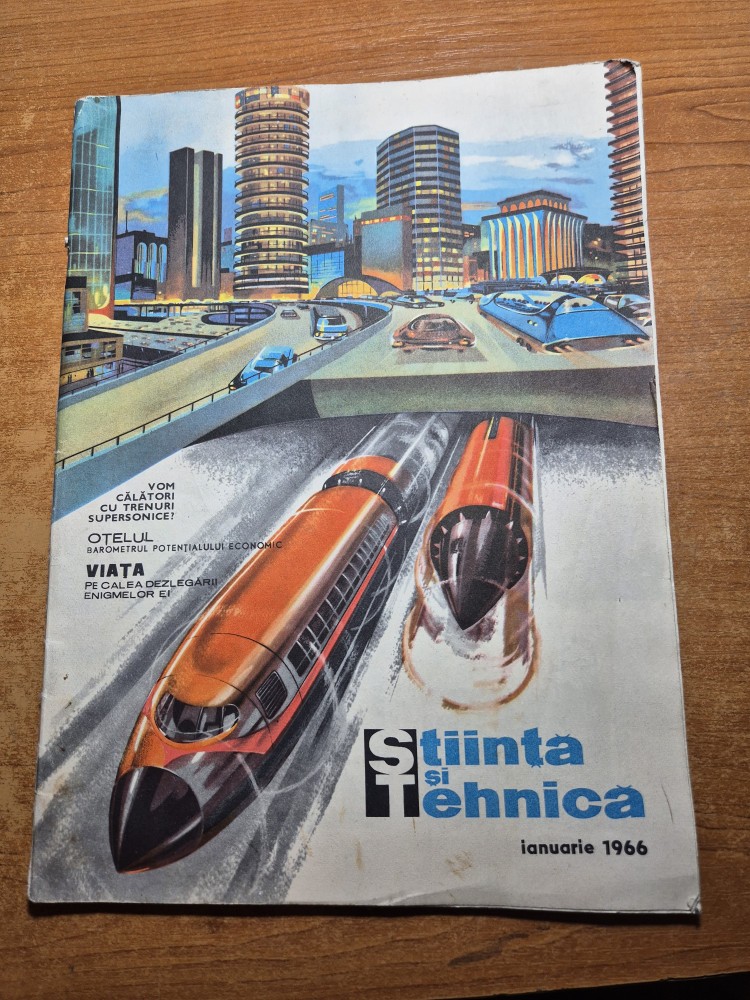 VOM
CĂLĂTORI
CU TRENURI
SUPERSONICE?
OȚELUL
BAROMETRUL POTENȚIALULUI ECONOMIC
VIAȚA
PE CALEA DEZLEGĂRII
ENIGMELOR EI
Știința
și
Tehnică
ianuarie 1966